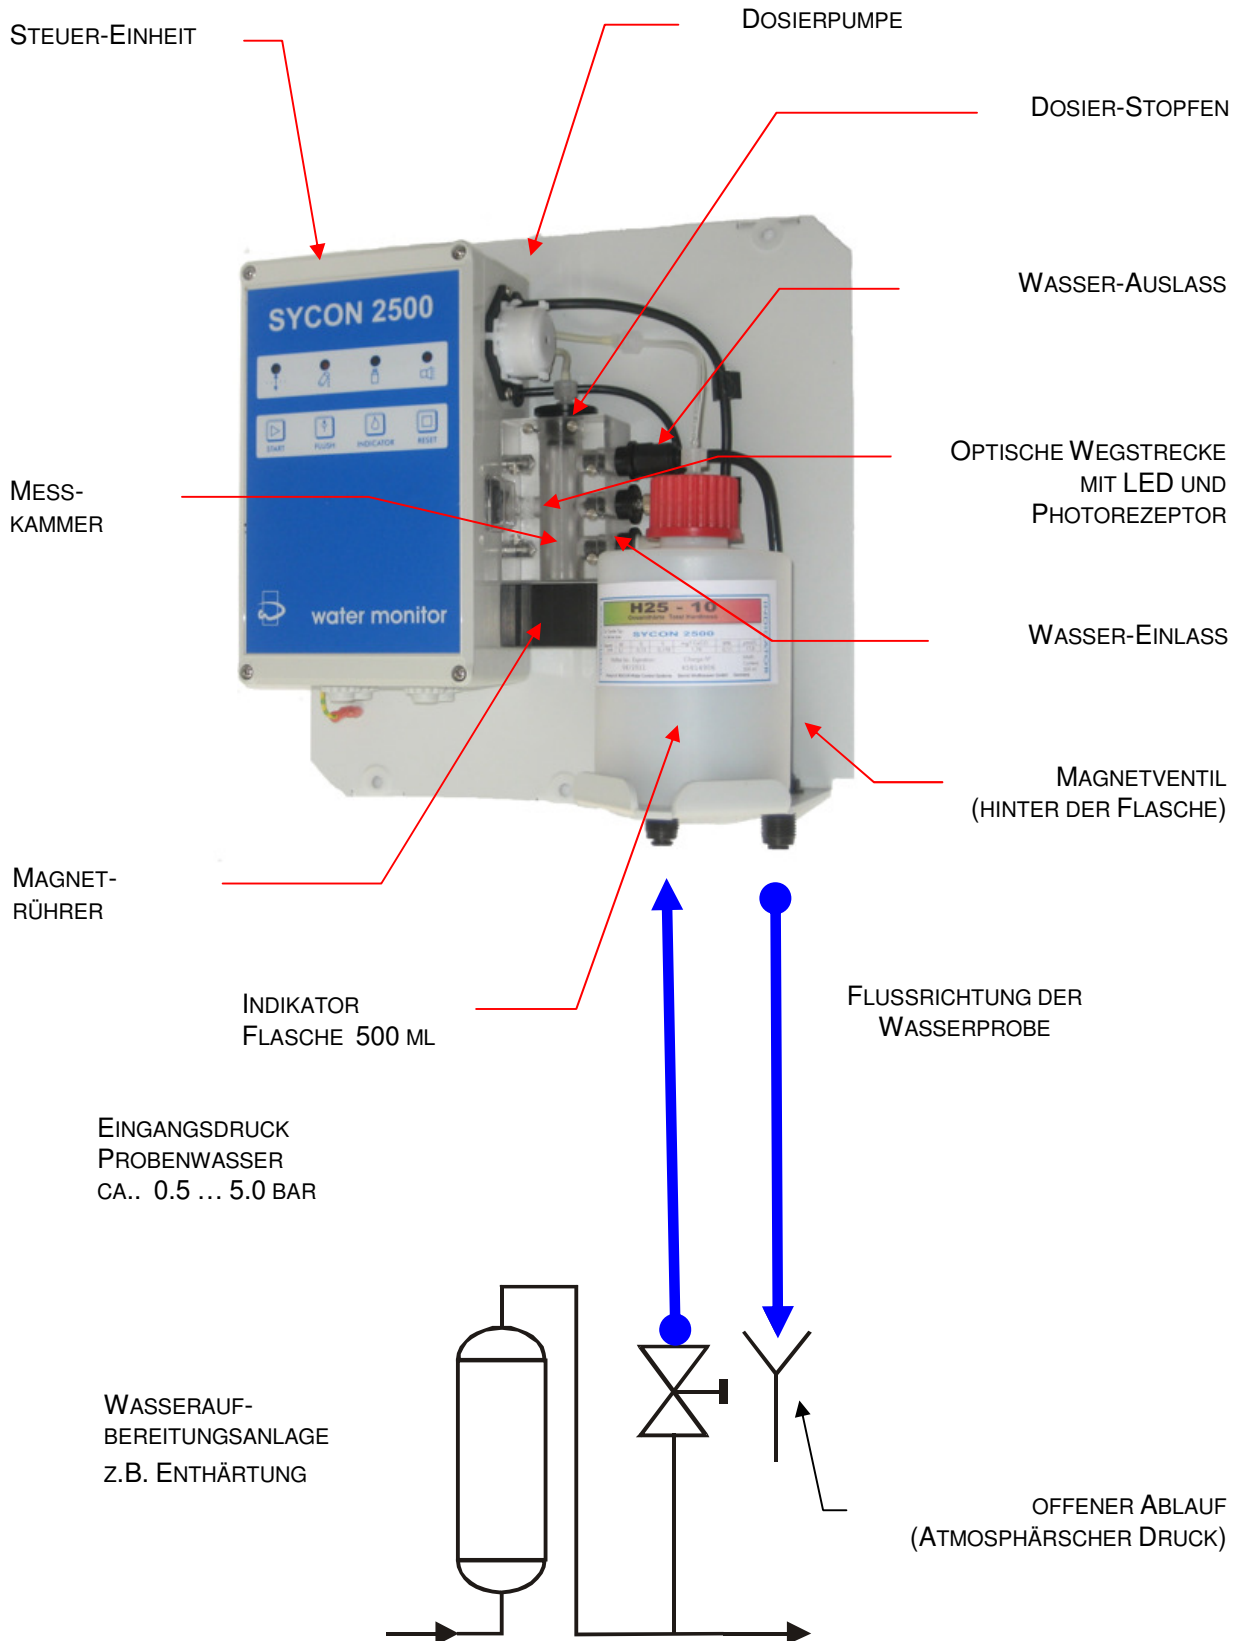 STEUER-EINHEIT
DOSIERPUMPE
DOSIER-STOPFEN
WASSER-AUSLASS
OPTISCHE WEGSTRECKE
MIT LED UND
PHOTOREZEPTOR
MESS-
KAMMER
SYCON 2500
START
FLUSH
INDICATOR
RESET
water monitor
H25 - 10
Gesamthärte Total Hardness
SYCON 2500
WASSER-EINLASS
MAGNETVENTIL
(HINTER DER FLASCHE)
MAGNET-
RÜHRER
INDIKATOR
FLASCHE 500 ML
FLUSSRICHTUNG DER
WASSERPROBE
EINGANGSDRUCK
PROBENWASSER
CA.. 0.5 … 5.0 BAR
WASSERAUF-
BEREITUNGSANLAGE
Z.B. ENTHÄRTUNG
OFFENER ABLAUF
(ATMOSPHÄRSCHER DRUCK)